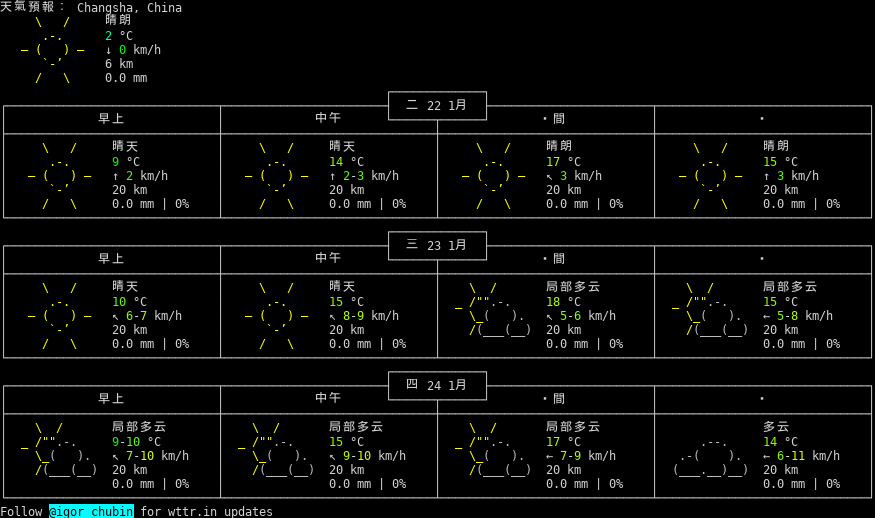 天氣預報： Changsha, China
晴朗
2 °C
↓ 0 km/h
6 km
0.0 mm
二 22 1月
早上 中午 ・間 ・
晴天 晴天 晴朗 晴朗
9 °C 14 °C 17 °C 15 °C
↑ 2 km/h ↑ 2-3 km/h ↖ 3 km/h ↑ 3 km/h
20 km 20 km 20 km 20 km
0.0 mm | 0% 0.0 mm | 0% 0.0 mm | 0% 0.0 mm | 0%
三 23 1月
早上 中午 ・間 ・
晴天 晴天 局部多云 局部多云
10 °C 15 °C 18 °C 15 °C
↖ 6-7 km/h ↖ 8-9 km/h ↖ 5-6 km/h ← 5-8 km/h
20 km 20 km 20 km 20 km
0.0 mm | 0% 0.0 mm | 0% 0.0 mm | 0% 0.0 mm | 0%
四 24 1月
早上 中午 ・間 ・
局部多云 局部多云 局部多云 多云
9-10 °C 15 °C 17 °C 14 °C
↖ 7-10 km/h ↖ 9-10 km/h ← 7-9 km/h ← 6-11 km/h
20 km 20 km 20 km 20 km
0.0 mm | 0% 0.0 mm | 0% 0.0 mm | 0% 0.0 mm | 0%
Follow @igor_chubin for wttr.in updates